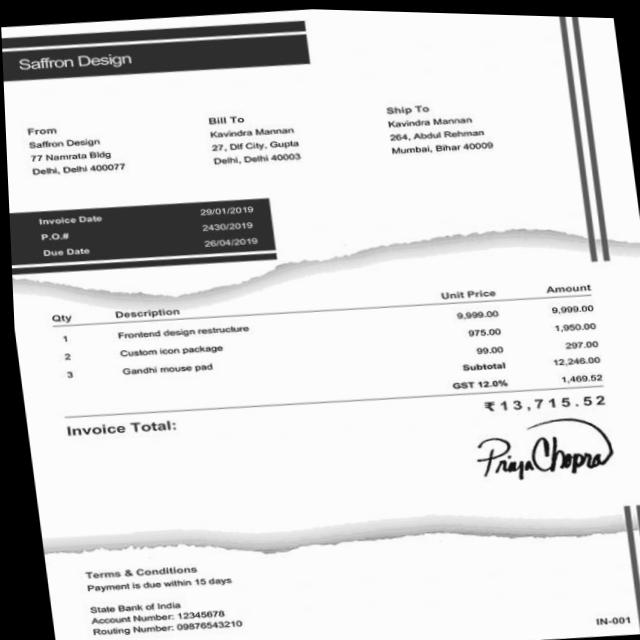 Saffron Design
From
Saffron Design
77 Namrata Bldg
Delhi, Delhi 400077
Bill To
Kavindra Mannan
27, Dlf City, Gupta
Delhi, Delhi 40003
Ship To
Kavindra Mannan
264, Abdul Rehman
Mumbai, Bihar 40009
Invoice Date 29/01/2019
P.O.# 2430/2019
Due Date 26/04/2019
Qty Description Unit Price Amount
1 Frontend design restructure 9,999.00 9,999.00
2 Custom icon package 975.00 1,950.00
3 Gandhi mouse pad 99.00 297.00
Subtotal 12,246.00
GST 12.0% 1,469.52
Invoice Total: ₹13,715.52
Priya Chopra
Terms & Conditions
Payment is due within 15 days
State Bank of India
Account Number: 12345678
Routing Number: 09876543210
IN-001